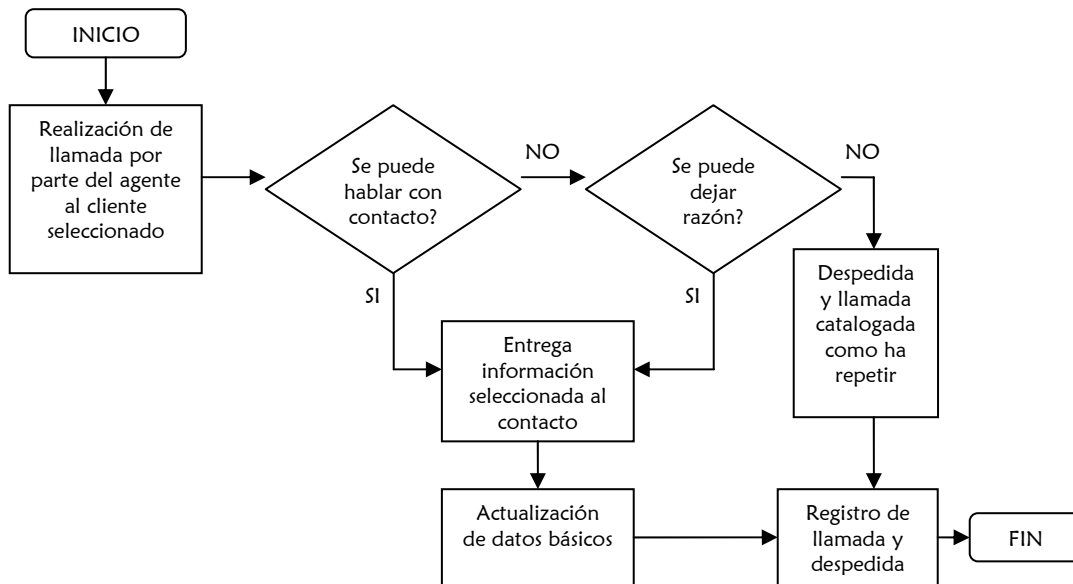 INICIO
Realización de
llamada por
parte del agente
al cliente
seleccionado
Se puede
hablar con
contacto?
NO
Se puede
dejar
razón?
NO
SI
SI
Despedida
y llamada
catalogada
como ha
repetir
Entrega
información
seleccionada al
contacto
Actualización
de datos básicos
Registro de
llamada y
despedida
FIN